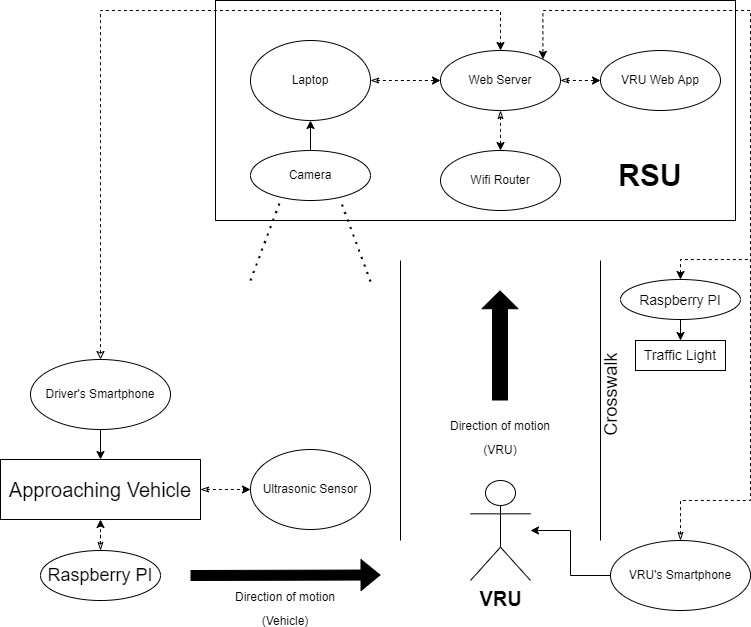 Laptop
Web Server
VRU Web App
Camera
Wifi Router
RSU
Raspberry PI
Traffic Light
Crosswalk
Driver's Smartphone
Direction of motion
(VRU)
Approaching Vehicle
Ultrasonic Sensor
Raspberry PI
Direction of motion
(Vehicle)
VRU
VRU's Smartphone